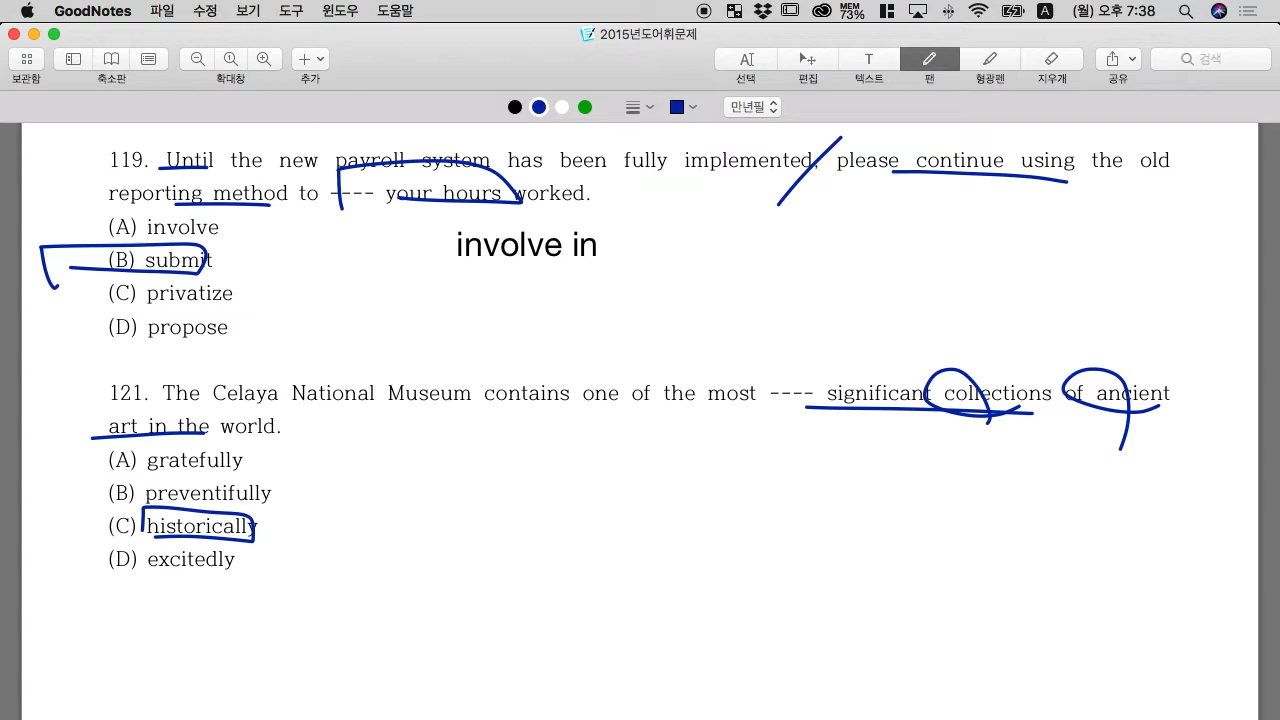 GoodNotes 파일 수정 보기 도구 윈도우 도움말 MEM 73% A (월) 오후 7:38
2015년도어휘문제
보관함 축소판 확대창 추가 선택 편집 텍스트 펜 형광펜 지우개 공유 검색
만년필
119. Until the new payroll system has been fully implemented, please continue using the old
reporting method to ---- your hours worked.
(A) involve
involve in
(B) submit
(C) privatize
(D) propose
121. The Celaya National Museum contains one of the most ---- significant collections of ancient
art in the world.
(A) gratefully
(B) preventifully
(C) historically
(D) excitedly